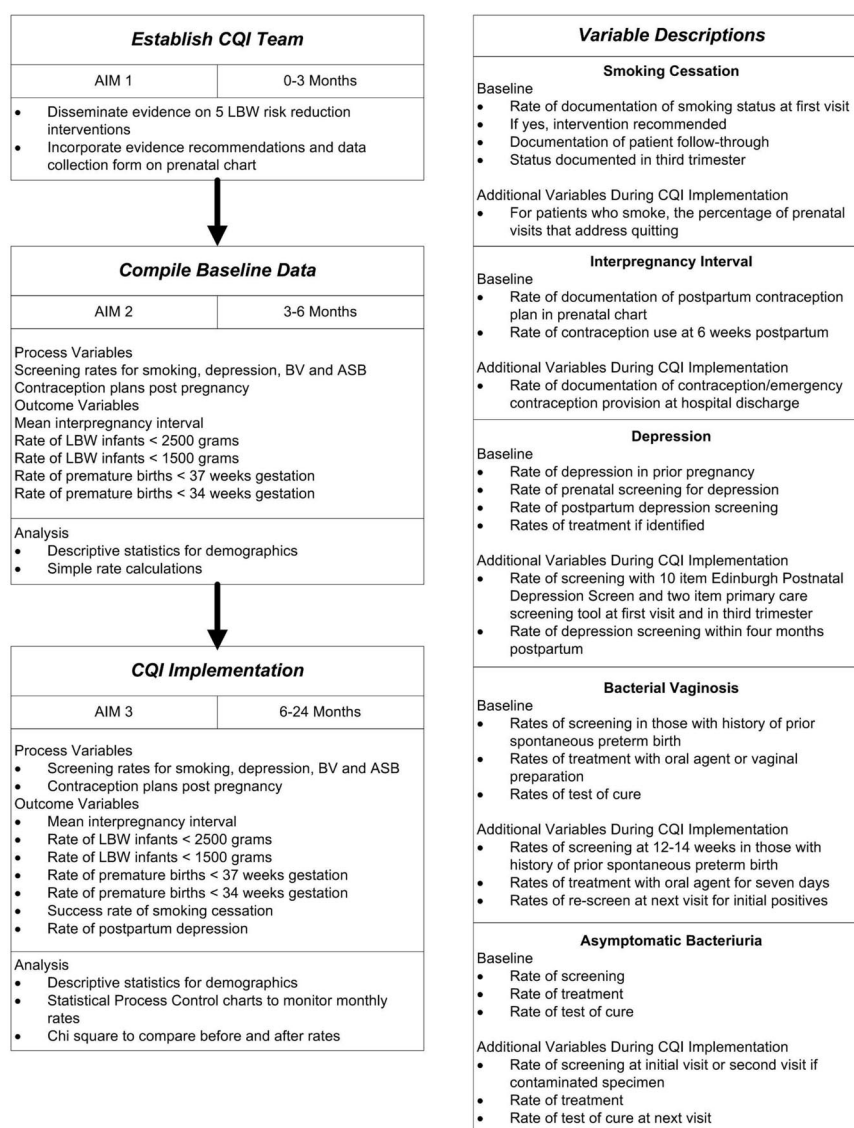 Establish CQI Team
AIM 1
0-3 Months
• Disseminate evidence on 5 LBW risk reduction
interventions
• Incorporate evidence recommendations and data
collection form on prenatal chart
Compile Baseline Data
AIM 2
3-6 Months
Process Variables
Screening rates for smoking, depression, BV and ASB
Contraception plans post pregnancy
Outcome Variables
Mean interpregnancy interval
Rate of LBW infants < 2500 grams
Rate of LBW infants < 1500 grams
Rate of premature births < 37 weeks gestation
Rate of premature births < 34 weeks gestation
Analysis
• Descriptive statistics for demographics
• Simple rate calculations
CQI Implementation
AIM 3
6-24 Months
Process Variables
• Screening rates for smoking, depression, BV and ASB
• Contraception plans post pregnancy
Outcome Variables
• Mean interpregnancy interval
• Rate of LBW infants < 2500 grams
• Rate of LBW infants < 1500 grams
• Rate of premature births < 37 weeks gestation
• Rate of premature births < 34 weeks gestation
• Success rate of smoking cessation
• Rate of postpartum depression
Analysis
• Descriptive statistics for demographics
• Statistical Process Control charts to monitor monthly
rates
• Chi square to compare before and after rates
Variable Descriptions
Smoking Cessation
Baseline
• Rate of documentation of smoking status at first visit
• If yes, intervention recommended
• Documentation of patient follow-through
• Status documented in third trimester
Additional Variables During CQI Implementation
• For patients who smoke, the percentage of prenatal
visits that address quitting
Interpregnancy Interval
Baseline
• Rate of documentation of postpartum contraception
plan in prenatal chart
• Rate of contraception use at 6 weeks postpartum
Additional Variables During CQI Implementation
• Rate of documentation of contraception/emergency
contraception provision at hospital discharge
Depression
Baseline
• Rate of depression in prior pregnancy
• Rate of prenatal screening for depression
• Rate of postpartum depression screening
• Rates of treatment if identified
Additional Variables During CQI Implementation
• Rate of screening with 10 item Edinburgh Postnatal
Depression Screen and two item primary care
screening tool at first visit and in third trimester
• Rate of depression screening within four months
postpartum
Bacterial Vaginosis
Baseline
• Rates of screening in those with history of prior
spontaneous preterm birth
• Rates of treatment with oral agent or vaginal
preparation
• Rates of test of cure
Additional Variables During CQI Implementation
• Rates of screening at 12-14 weeks in those with
history of prior spontaneous preterm birth
• Rates of treatment with oral agent for seven days
• Rates of re-screen at next visit for initial positives
Asymptomatic Bacteriuria
Baseline
• Rate of screening
• Rate of treatment
• Rate of test of cure
Additional Variables During CQI Implementation
• Rate of screening at initial visit or second visit if
contaminated specimen
• Rate of treatment
• Rate of test of cure at next visit